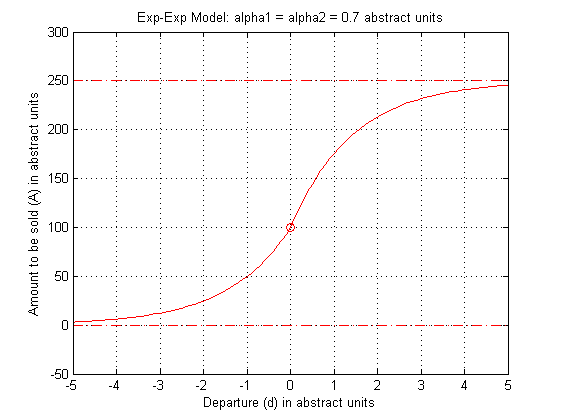 Exp-Exp Model: alpha1 = alpha2 = 0.7 abstract units
300
250
200
150
100
50
0
-50
Amount to be sold (A) in abstract units
-5 -4 -3 -2 -1 0 1 2 3 4 5
Departure (d) in abstract units